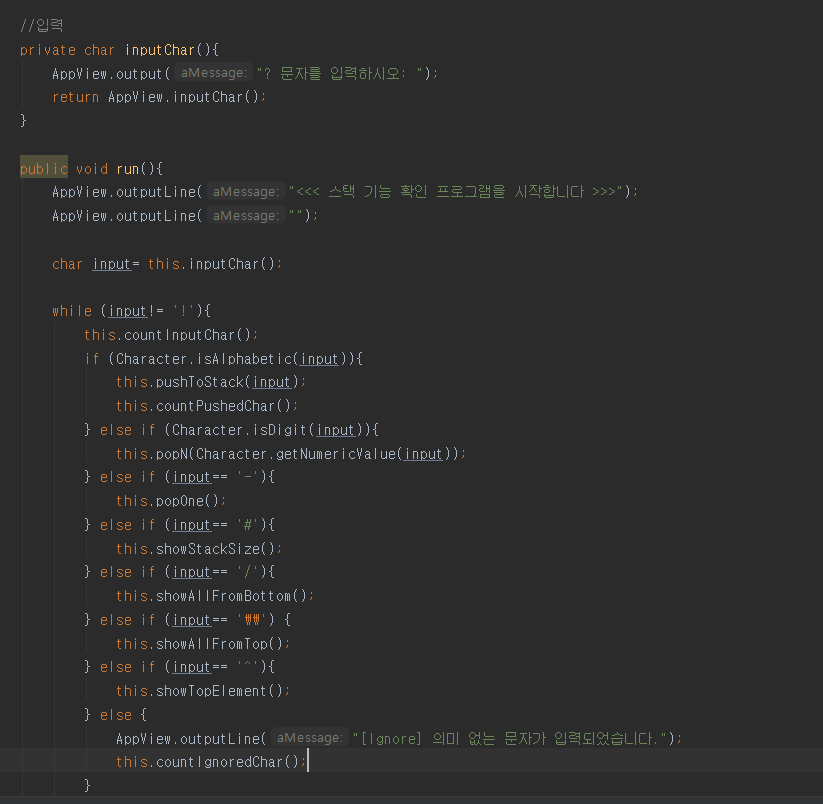 //입력
private char inputChar(){
AppView.output( aMessage: "? 문자를 입력하시오: ");
return AppView.inputChar();
}
public void run(){
AppView.outputLine( aMessage: "<<< 스택 기능 확인 프로그램을 시작합니다 >>>");
AppView.outputLine( aMessage: "");
char input= this.inputChar();
while (input!= '!'){
this.countInputChar();
if (Character.isAlphabetic(input)){
this.pushToStack(input);
this.countPushedChar();
} else if (Character.isDigit(input)){
this.popN(Character.getNumericValue(input));
} else if (input== '-'){
this.popOne();
} else if (input== '#'){
this.showStackSize();
} else if (input== '/'){
this.showAllFromBottom();
} else if (input== '₩₩') {
this.showAllFromTop();
} else if (input== '^'){
this.showTopElement();
} else {
AppView.outputLine( aMessage: "[Ignore] 의미 없는 문자가 입력되었습니다.");
this.countIgnoredChar();
}